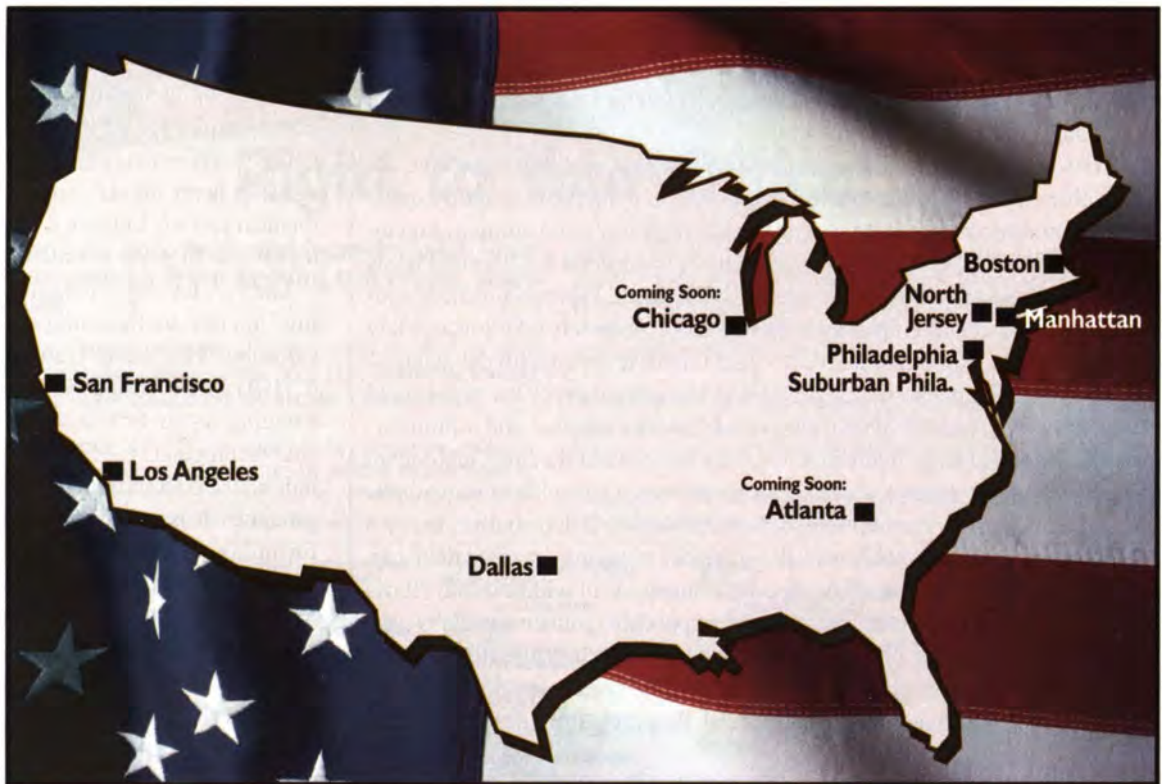 Boston
Coming Soon:
Chicago
North
Jersey
Manhattan
Philadelphia
Suburban Phila.
San Francisco
Los Angeles
Coming Soon:
Atlanta
Dallas